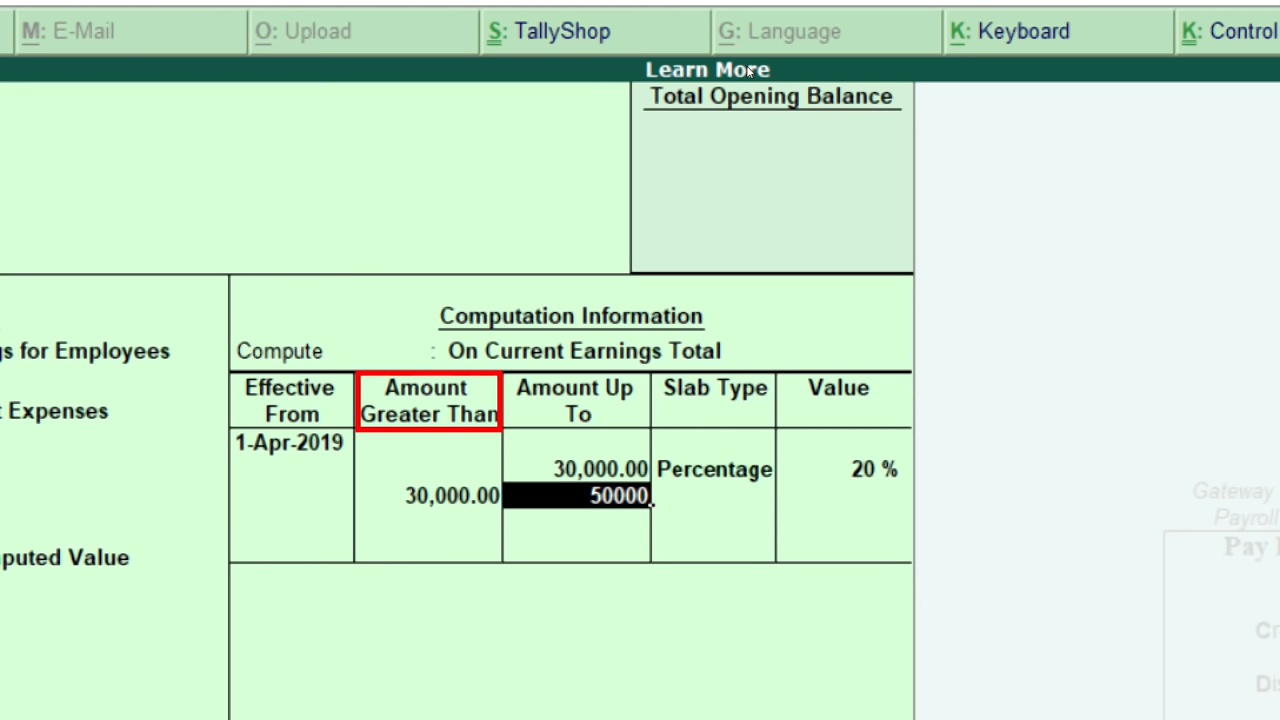 M: E-Mail O: Upload S: TallyShop G: Language K: Keyboard K: Control
Learn More
Total Opening Balance
Computation Information
gs for Employees Compute : On Current Earnings Total
Effective From Amount Greater Than Amount Up To Slab Type Value
t Expenses
1-Apr-2019
30,000.00 Percentage 20 %
30,000.00 50000
Gateway
Payroll
Pay
puted Value